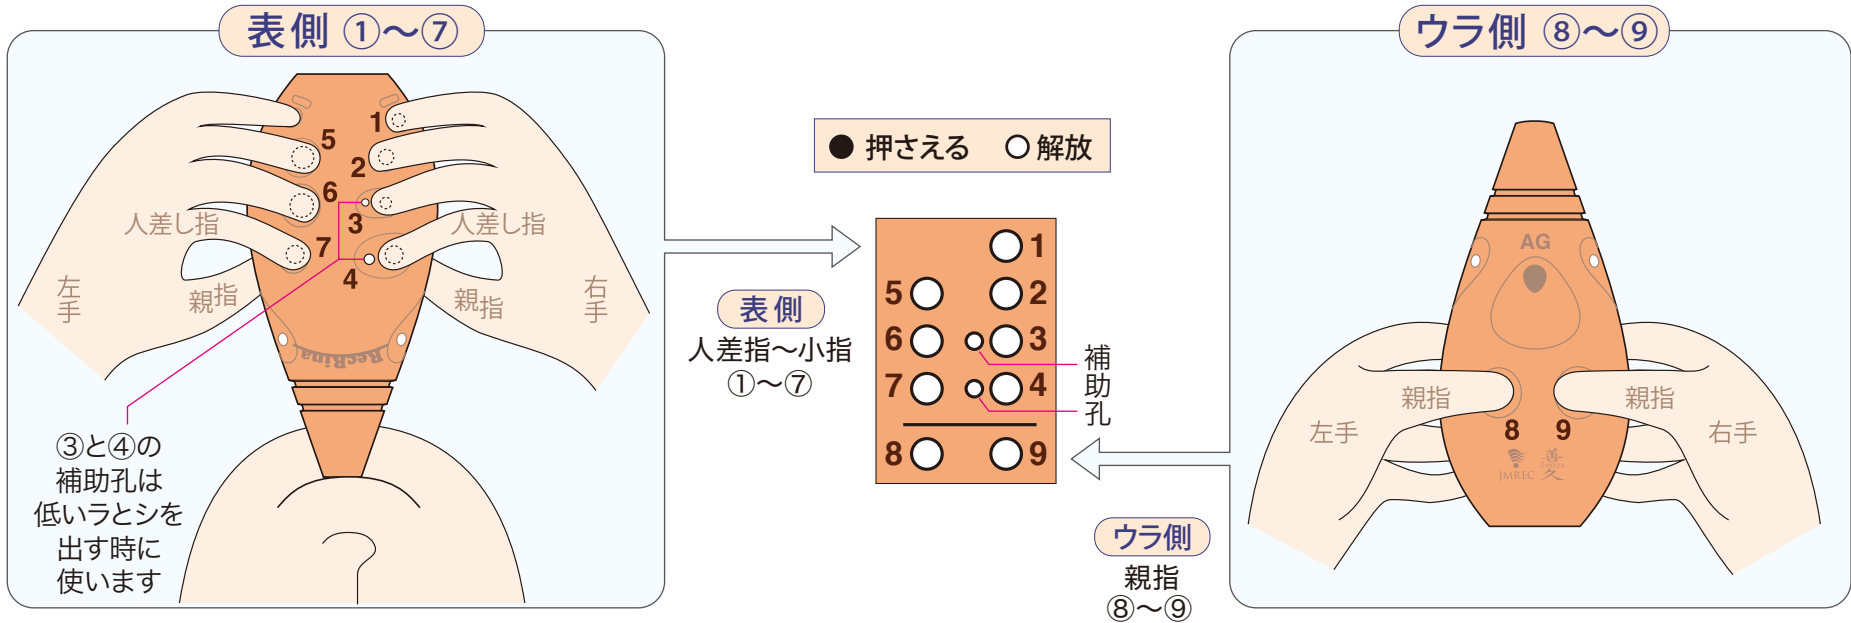 表側 ①〜⑦
1
5
2
6
3
7
4
人差し指
人差し指
左手
親指
親指
右手
RecRina
③と④の
補助孔は
低いラとシを
出す時に
使います
● 押さえる ○ 解放
1
5 2
6 3
7 4
8 9
補助孔
表側
人差指〜小指
①〜⑦
ウラ側
親指
⑧〜⑨
ウラ側 ⑧〜⑨
AG
親指
親指
左手
右手
8 9
JMREC
善久